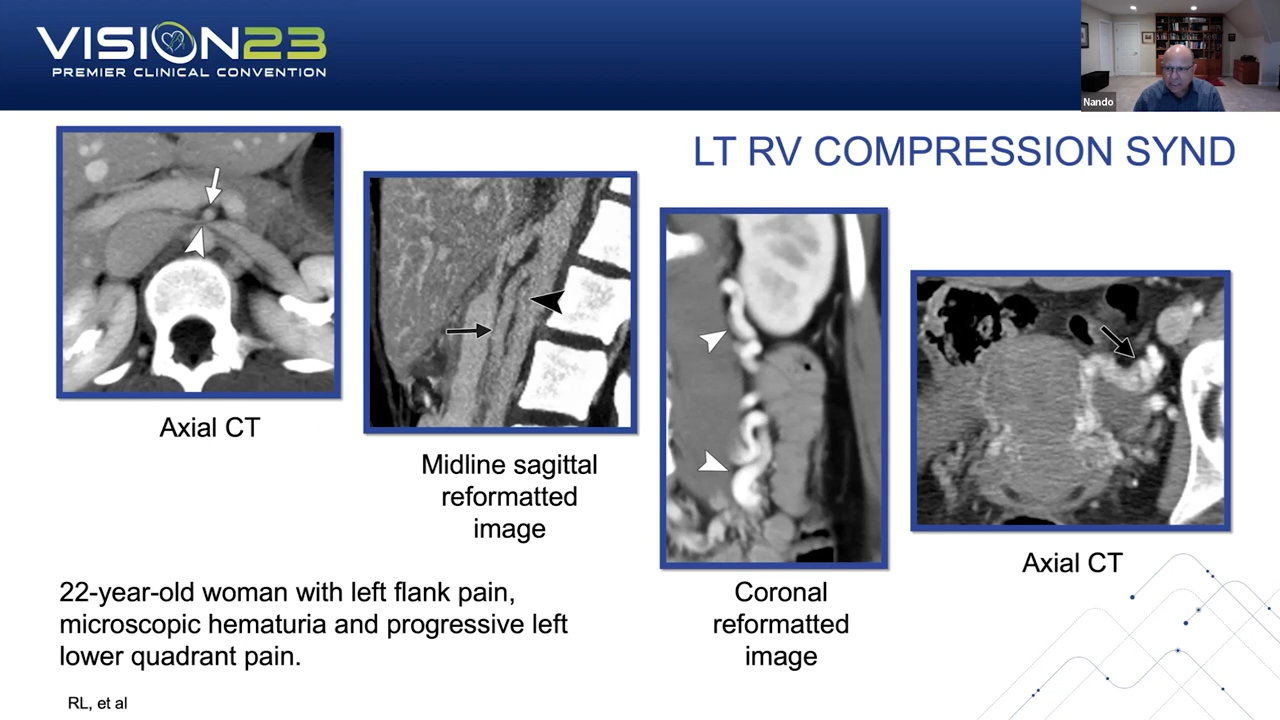 VISION23
PREMIER CLINICAL CONVENTION
Nando
LT RV COMPRESSION SYND
Axial CT
Midline sagittal
reformatted
image
Coronal
reformatted
image
Axial CT
22-year-old woman with left flank pain,
microscopic hematuria and progressive left
lower quadrant pain.
RL, et al